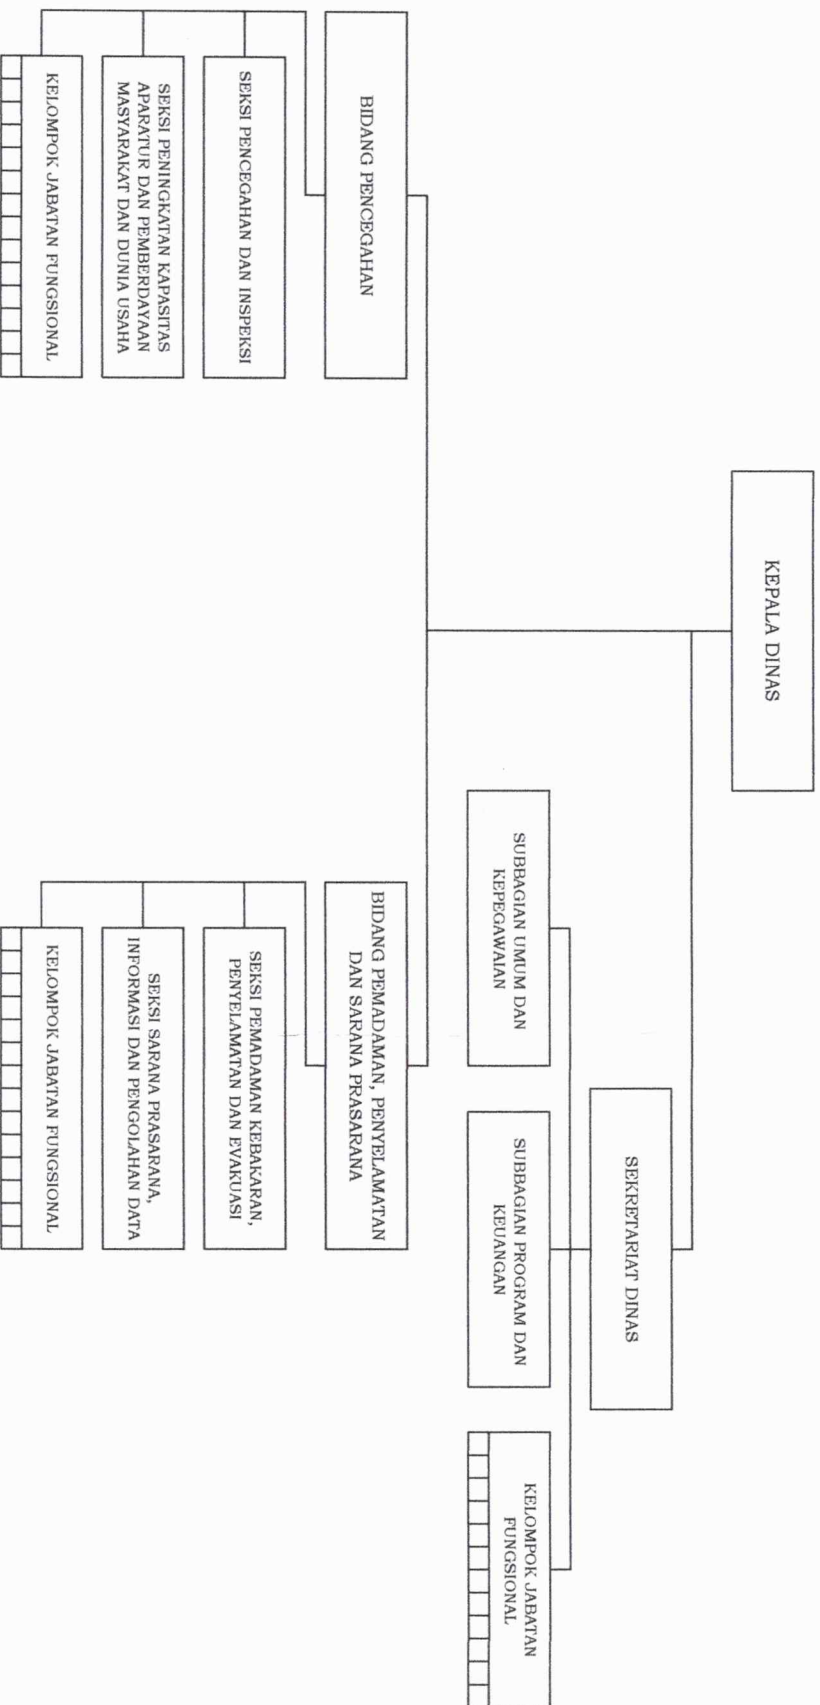 KEPALA DINAS
SEKRETARIAT DINAS
SUBBAGIAN UMUM DAN
KEPEGAWAIAN
SUBBAGIAN PROGRAM DAN
KEUANGAN
KELOMPOK JABATAN
FUNGSIONAL
BIDANG PENCEGAHAN
SEKSI PENCEGAHAN DAN INSPEKSI
SEKSI PENINGKATAN KAPASITAS
APARATUR DAN PEMBERDAYAAN
MASYARAKAT DAN DUNIA USAHA
KELOMPOK JABATAN FUNGSIONAL
BIDANG PEMADAMAN, PENYELAMATAN
DAN SARANA PRASARANA
SEKSI PEMADAMAN KEBAKARAN,
PENYELAMATAN DAN EVAKUASI
SEKSI SARANA PRASARANA,
INFORMASI DAN PENGOLAHAN DATA
KELOMPOK JABATAN FUNGSIONAL